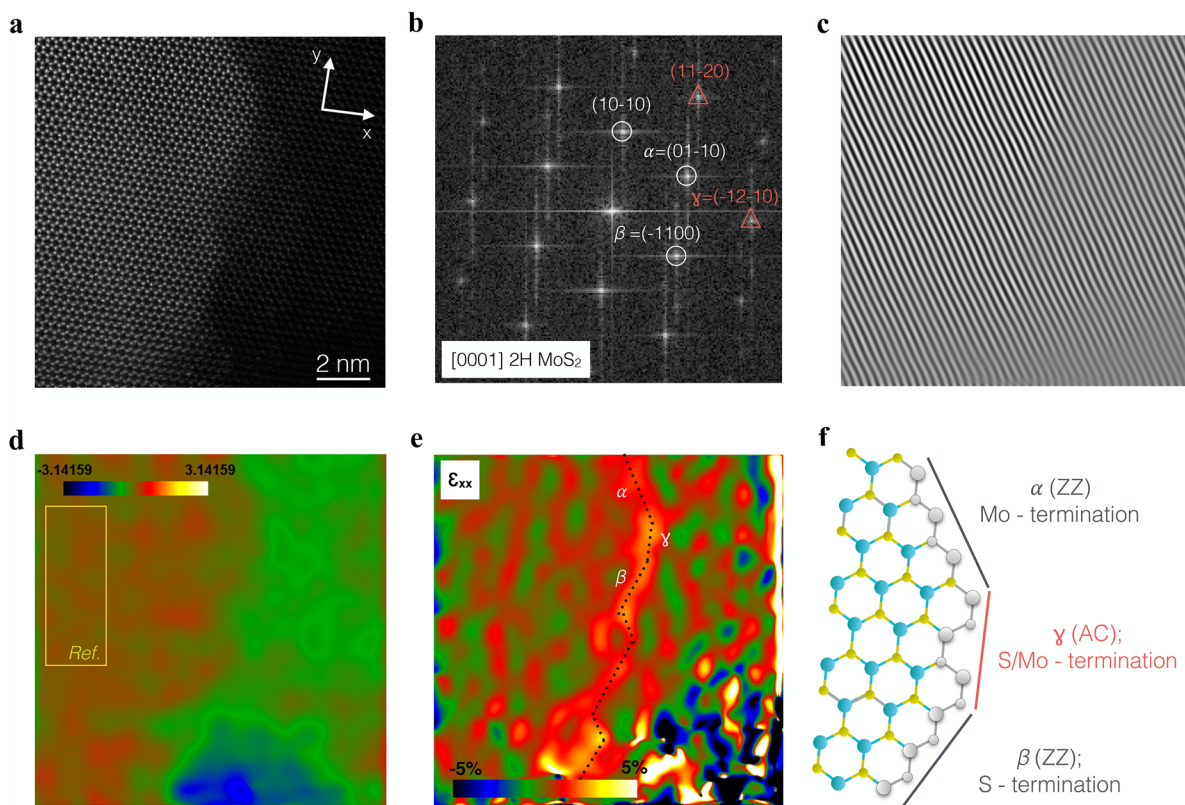 a
y
x
2 nm
b
(11-20)
(10-10)
α=(01-10)
ɣ=(-12-10)
β=(-1100)
[0001] 2H MoS₂
c
d
-3.14159 3.14159
Ref.
e
εxx
α
ɣ
β
-5% 5%
f
α (ZZ)
Mo - termination
ɣ (AC);
S/Mo - termination
β (ZZ);
S - termination